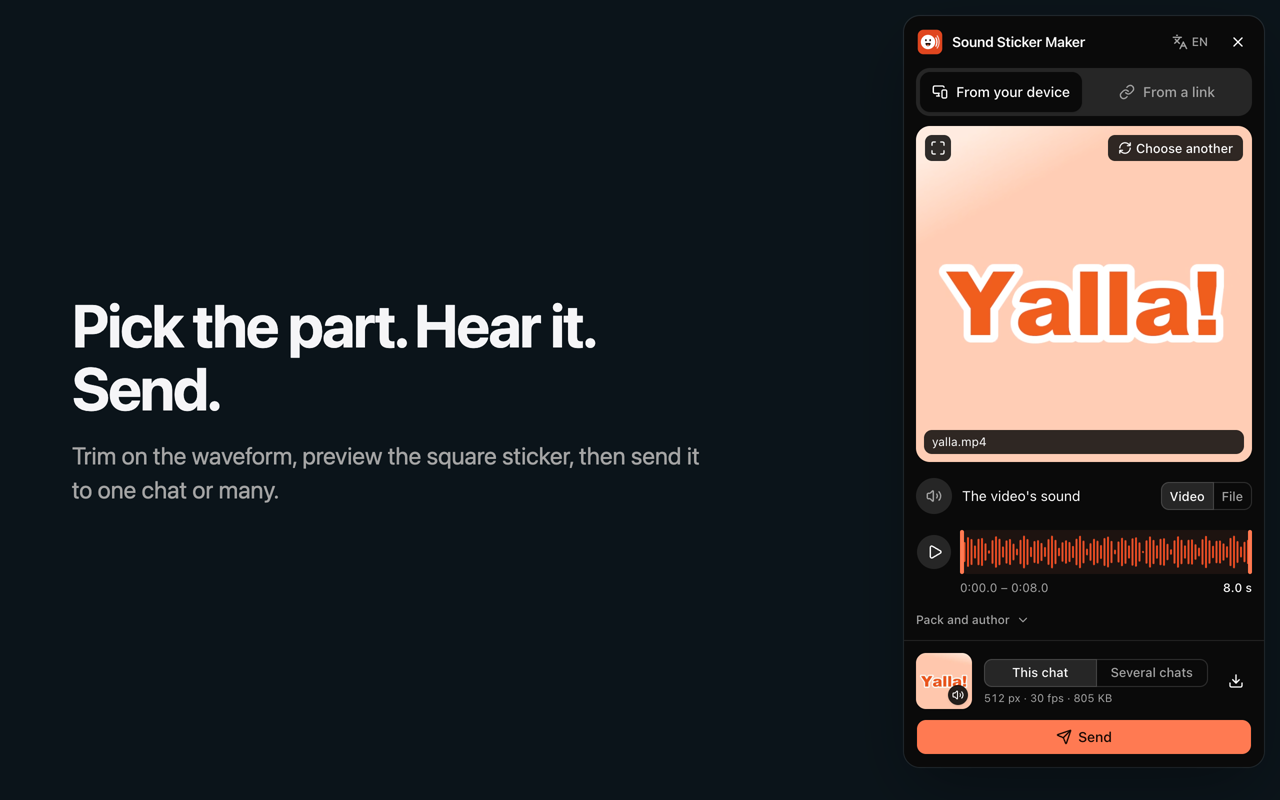 Pick the part. Hear it.
Send.
Trim on the waveform, preview the square sticker, then send it
to one chat or many.
Sound Sticker Maker
EN
From your device
From a link
Choose another
Yalla!
yalla.mp4
The video's sound
Video
File
0:00.0 – 0:08.0
8.0 s
Pack and author
Yalla!
This chat
Several chats
512 px · 30 fps · 805 KB
Send